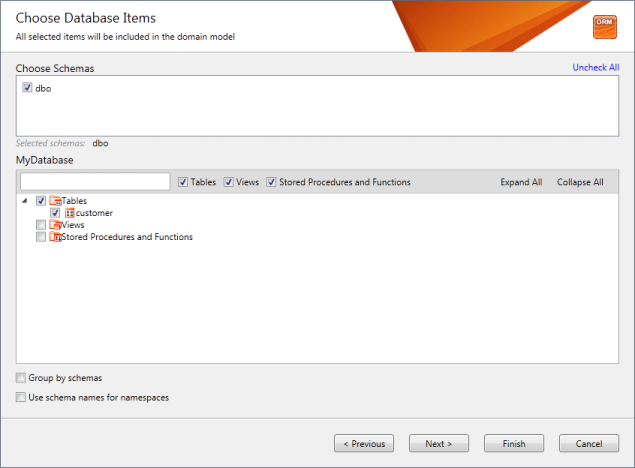 Choose Database Items
All selected items will be included in the domain model
ORM
Choose Schemas
Uncheck All
dbo
Selected schemas: dbo
MyDatabase
Tables Views Stored Procedures and Functions Expand All Collapse All
Tables
customer
Views
Stored Procedures and Functions
Group by schemas
Use schema names for namespaces
< Previous Next > Finish Cancel